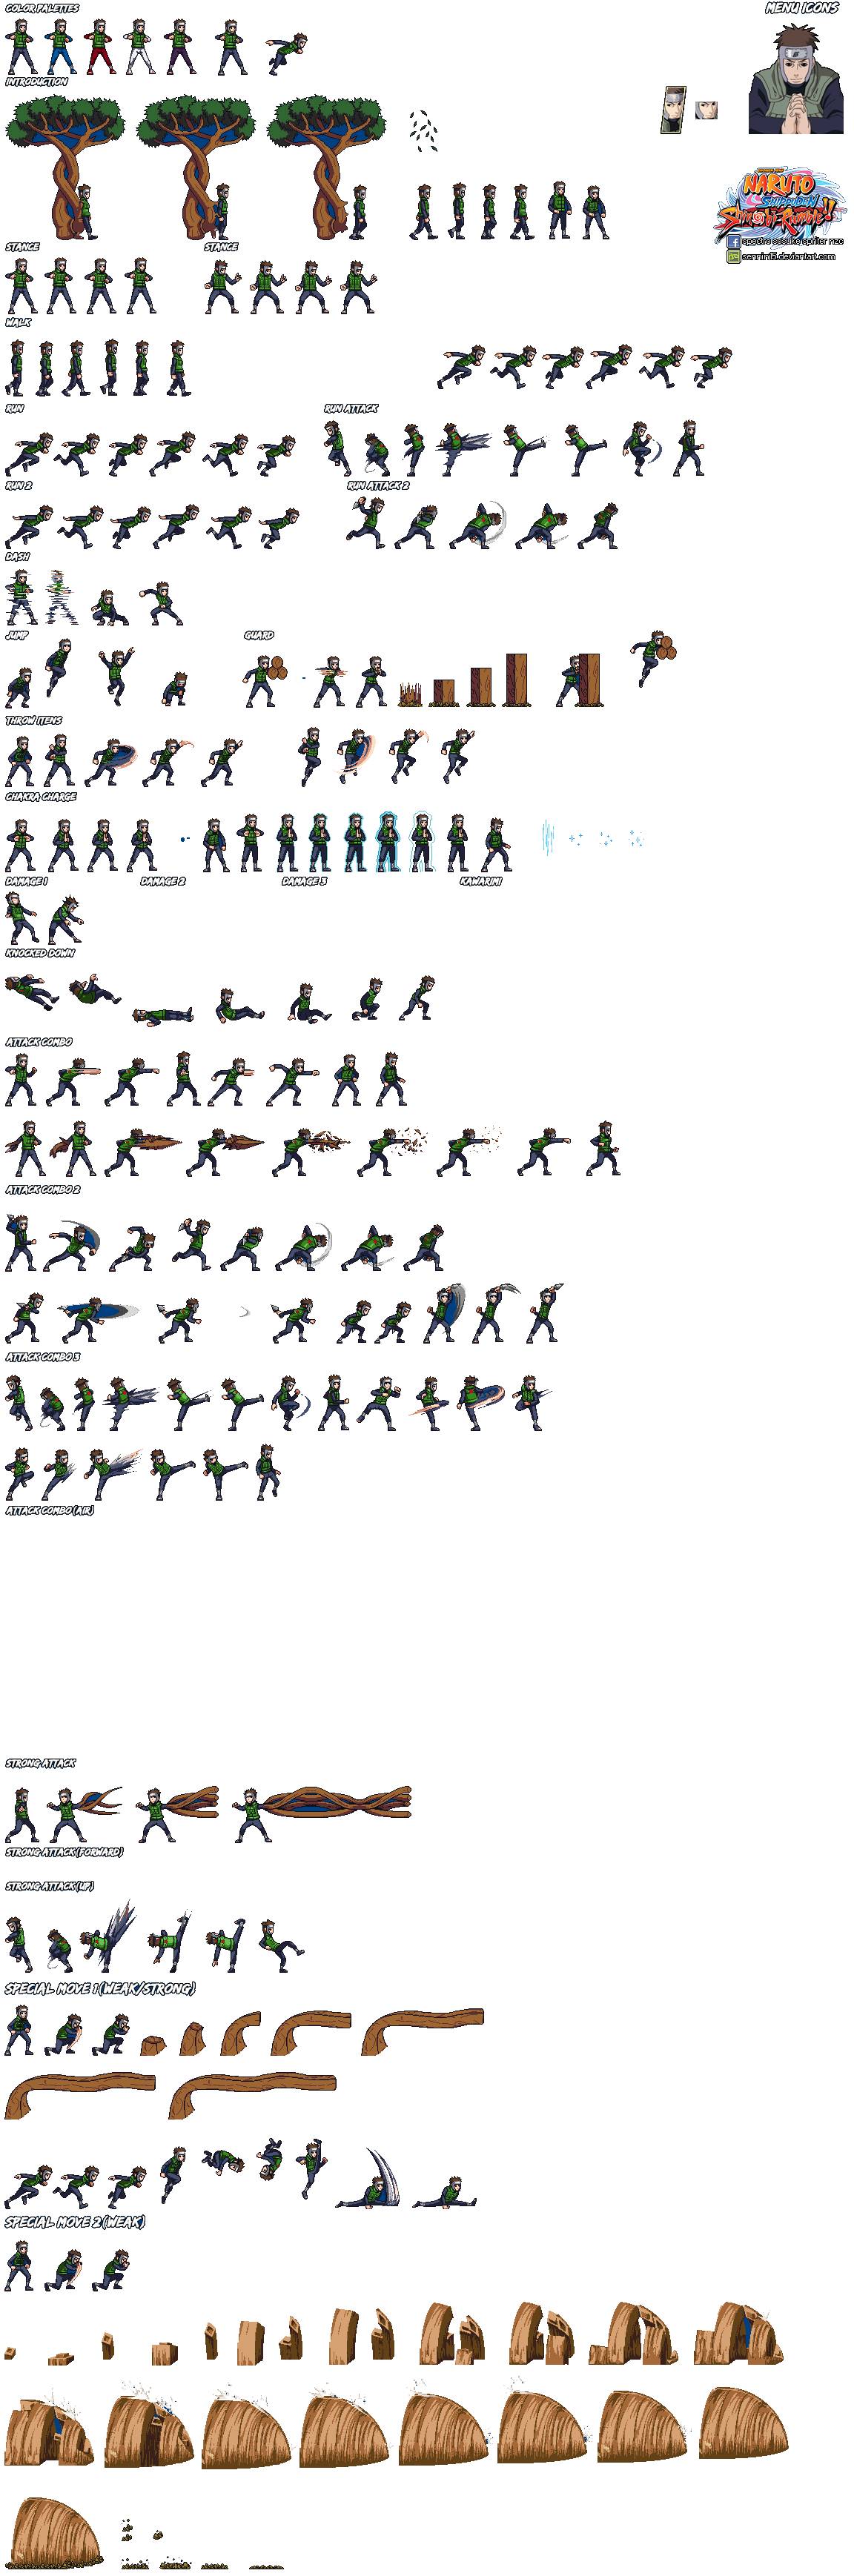 COLOR PALETTES
MENU ICONS
INTRODUCTION
NARUTO
SHIPPUDEN
SHINOBI-RUMBLE!!
STANCE
STANCE
WALK
RUN
RUN ATTACK
RUN 2
RUN ATTACK 2
DASH
JUMP
GUARD
THROW ITENS
CHAKRA CHARGE
DAMAGE 1
DAMAGE 2
DAMAGE 3
KAWARIMI
KNOCKED DOWN
ATTACK COMBO
ATTACK COMBO 2
ATTACK COMBO 3
ATTACK COMBO(AIR)
STRONG ATTACK
STRONG ATTACK(FORWARD)
STRONG ATTACK(UP)
SPECIAL MOVE 1(WEAK/STRONG)
SPECIAL MOVE 2(WEAK)